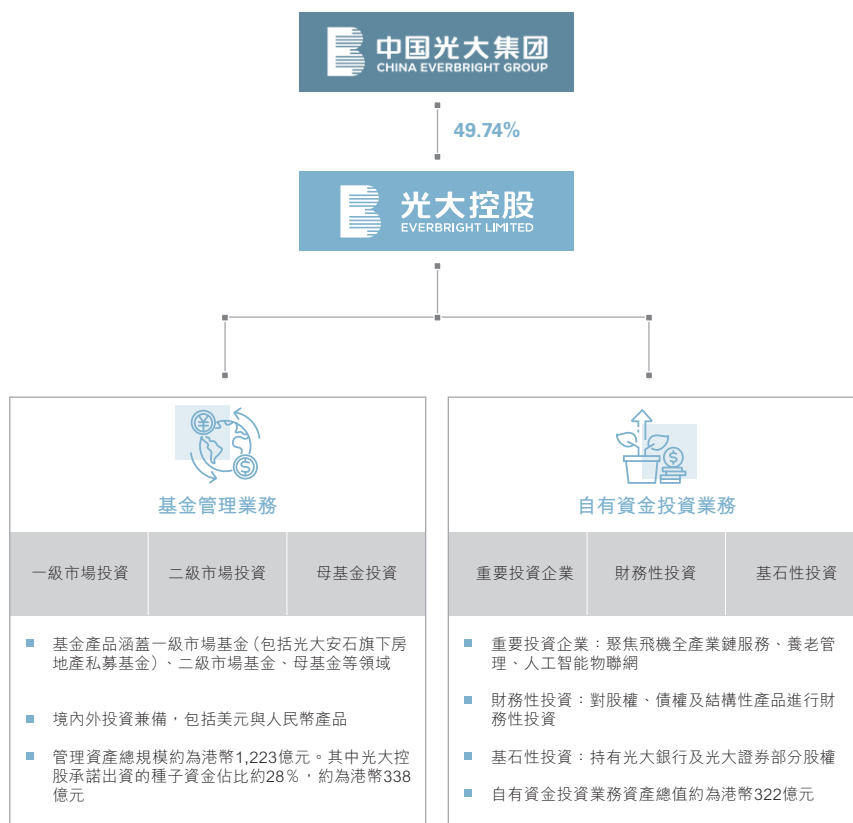 中国光大集团
CHINA EVERBRIGHT GROUP
49.74%
光大控股
EVERBRIGHT LIMITED
¥
$
基金管理業務
一級市場投資
二級市場投資
母基金投資
基金產品涵蓋一級市場基金（包括光大安石旗下房
地產私募基金）、二級市場基金、母基金等領域
境內外投資兼備，包括美元與人民幣產品
管理資產總規模約為港幣1,223億元。其中光大控
股承諾出資的種子資金佔比約28%，約為港幣338
億元
$
自有資金投資業務
重要投資企業
財務性投資
基石性投資
重要投資企業：聚焦飛機全產業鏈服務、養老管
理、人工智能物聯網
財務性投資：對股權、債權及結構性產品進行財
務性投資
基石性投資：持有光大銀行及光大證券部分股權
自有資金投資業務資產總值約為港幣322億元